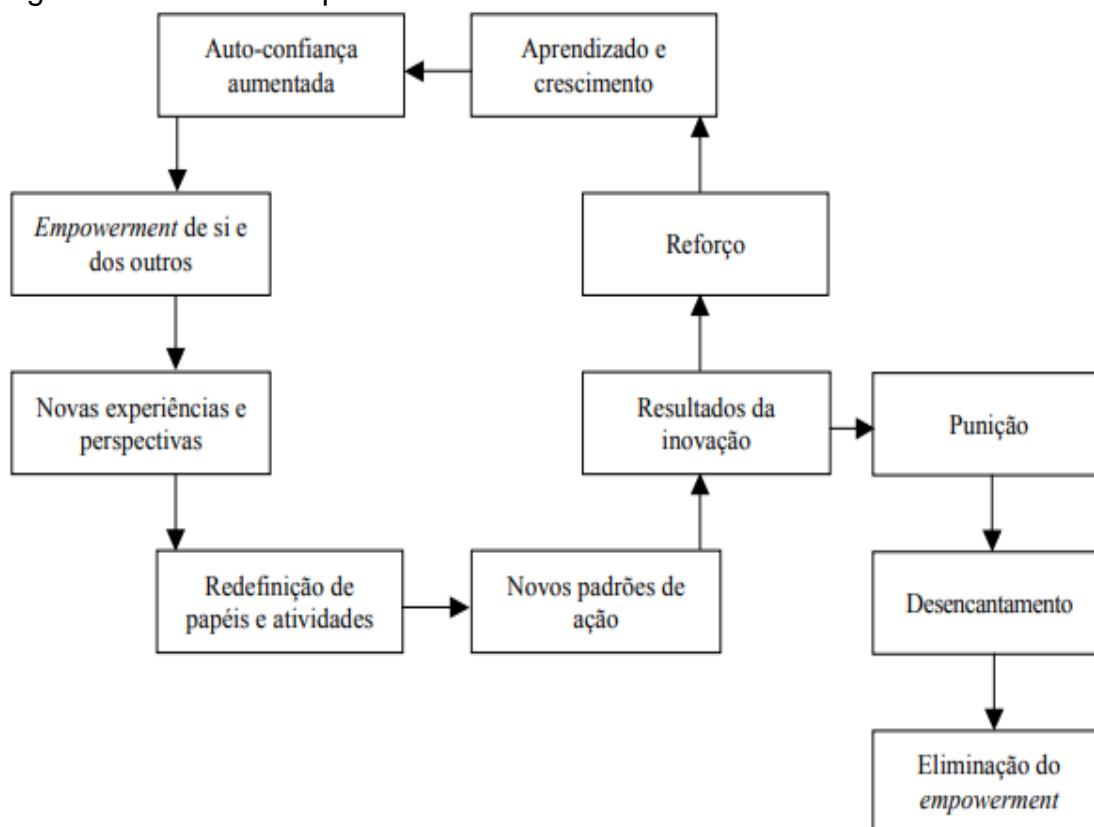 Auto-confiança
aumentada
Aprendizado e
crescimento
Empowerment de si e
dos outros
Reforço
Novas experiências e
perspectivas
Resultados da
inovação
Punição
Redefinição de
papéis e atividades
Novos padrões de
ação
Desencantamento
Eliminação do
empowerment